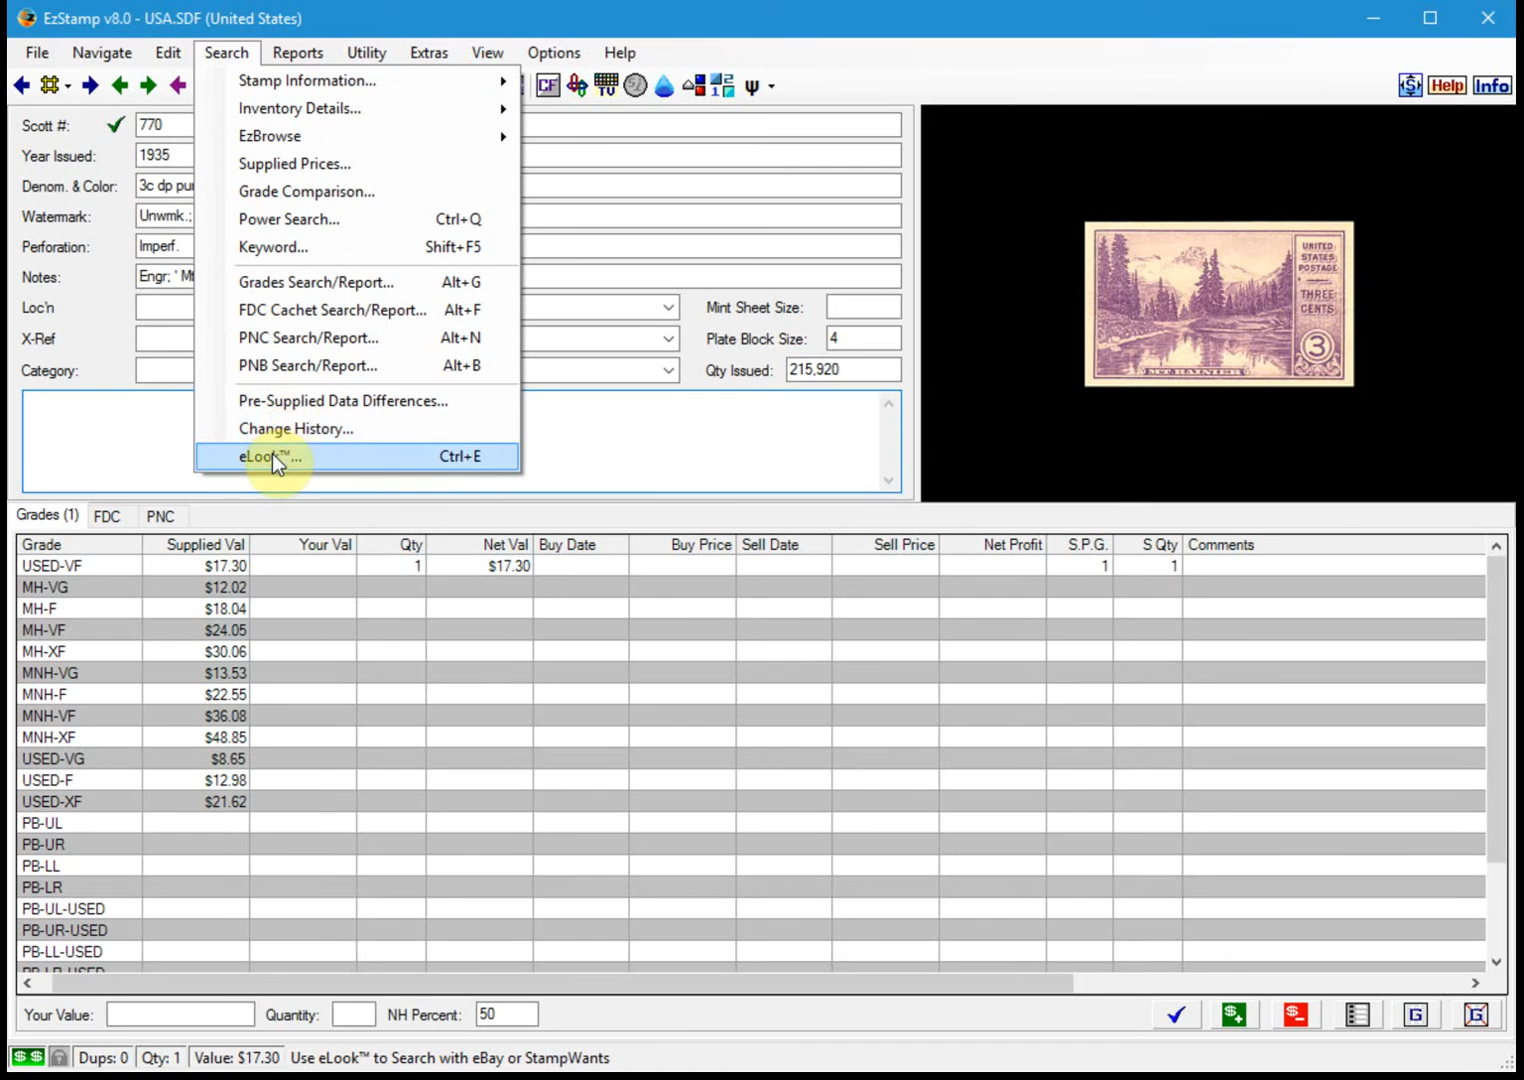 EzStamp v8.0 - USA.SDF (United States)
File Navigate Edit Search Reports Utility Extras View Options Help
CF TV Help Info
Stamp Information...
Inventory Details...
EzBrowse
Supplied Prices...
Grade Comparison...
Power Search... Ctrl+Q
Keyword... Shift+F5
Grades Search/Report... Alt+G
FDC Cachet Search/Report... Alt+F
PNC Search/Report... Alt+N
PNB Search/Report... Alt+B
Pre-Supplied Data Differences...
Change History...
eLook™... Ctrl+E
Scott #: 770
Year Issued: 1935
Denom. & Color: 3c dp pur
Watermark: Unwmk.;
Perforation: Imperf.
Notes: Engr; ' Mt
Loc'n Mint Sheet Size:
X-Ref Plate Block Size: 4
Category: Qty Issued: 215,920
UNITED
STATES
POSTAGE
THREE
CENTS
3
MT. RAINIER
Grades (1) FDC PNC
Grade Supplied Val Your Val Qty Net Val Buy Date Buy Price Sell Date Sell Price Net Profit S.P.G. S Qty Comments
USED-VF $17.30 1 $17.30 1 1
MH-VG $12.02
MH-F $18.04
MH-VF $24.05
MH-XF $30.06
MNH-VG $13.53
MNH-F $22.55
MNH-VF $36.08
MNH-XF $48.85
USED-VG $8.65
USED-F $12.98
USED-XF $21.62
PB-UL
PB-UR
PB-LL
PB-LR
PB-UL-USED
PB-UR-USED
PB-LL-USED
PB-LR-USED
Your Value: Quantity: NH Percent: 50
$+ $- G G
$ $ Dups: 0 Qty: 1 Value: $17.30 Use eLook™ to Search with eBay or StampWants